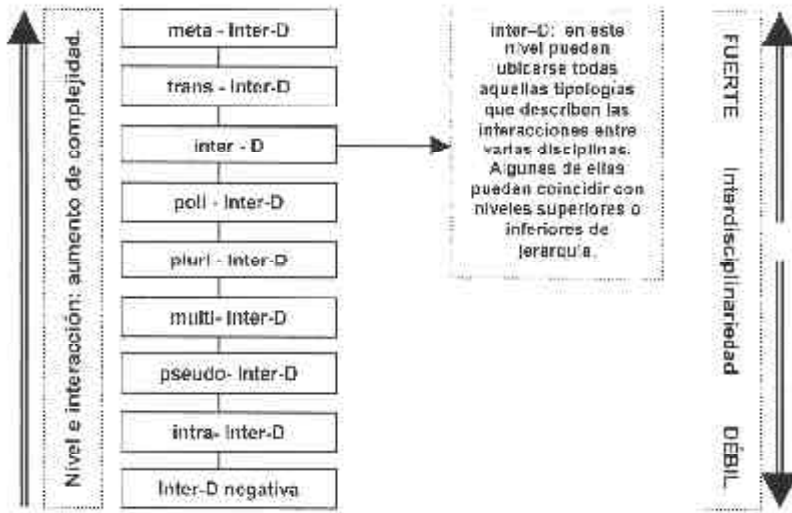 Nivel e interacción: aumento de complejidad.
meta - Inter-D
trans - Inter-D
inter - D
poli - Inter-D
pluri - Inter-D
multi- Inter-D
pseudo- Inter-D
intra- Inter-D
Inter-D negativa
inter-D: en este
nivel pueden
ubicarse todas
aquellas tipologías
que describen las
interacciones entre
varias disciplinas.
Algunas de ellas
pueden coincidir con
niveles superiores o
inferiores de
jerarquía.
FUERTE
Interdisciplinariedad
DÉBIL